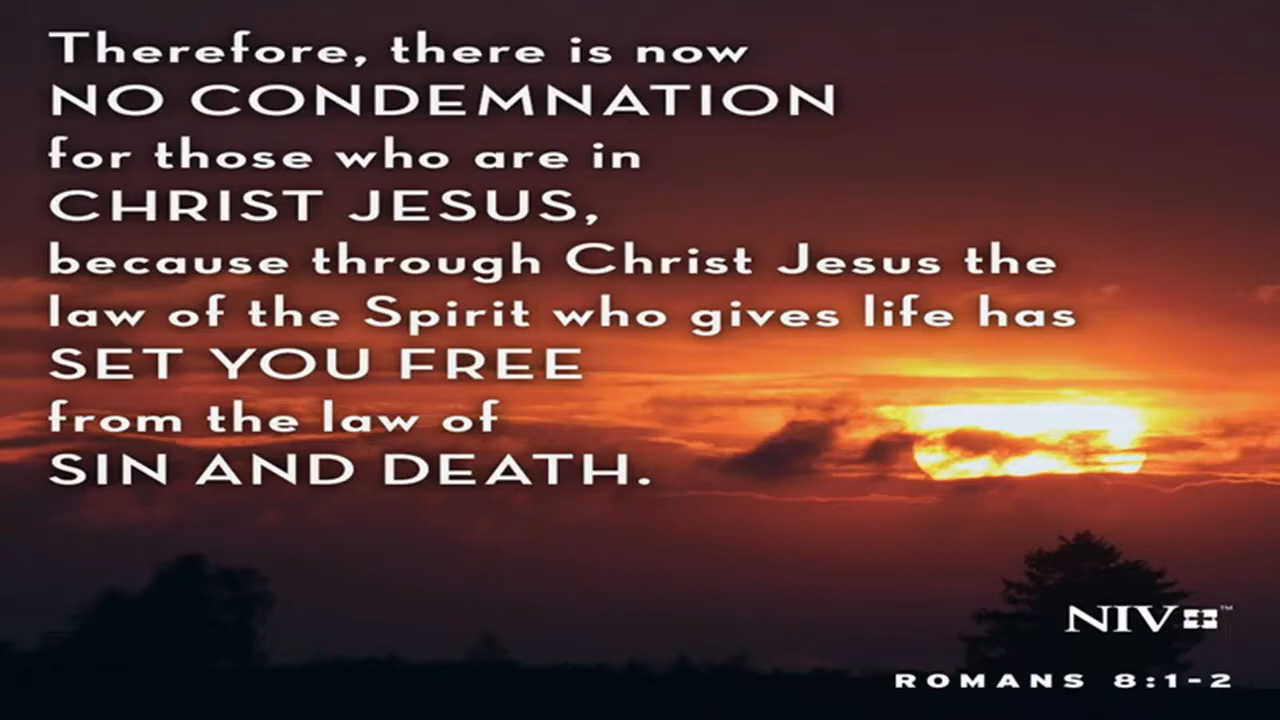 Therefore, there is now
NO CONDEMNATION
for those who are in
CHRIST JESUS,
because through Christ Jesus the
law of the Spirit who gives life has
SET YOU FREE
from the law of
SIN AND DEATH.
NIV™
ROMANS 8:1-2